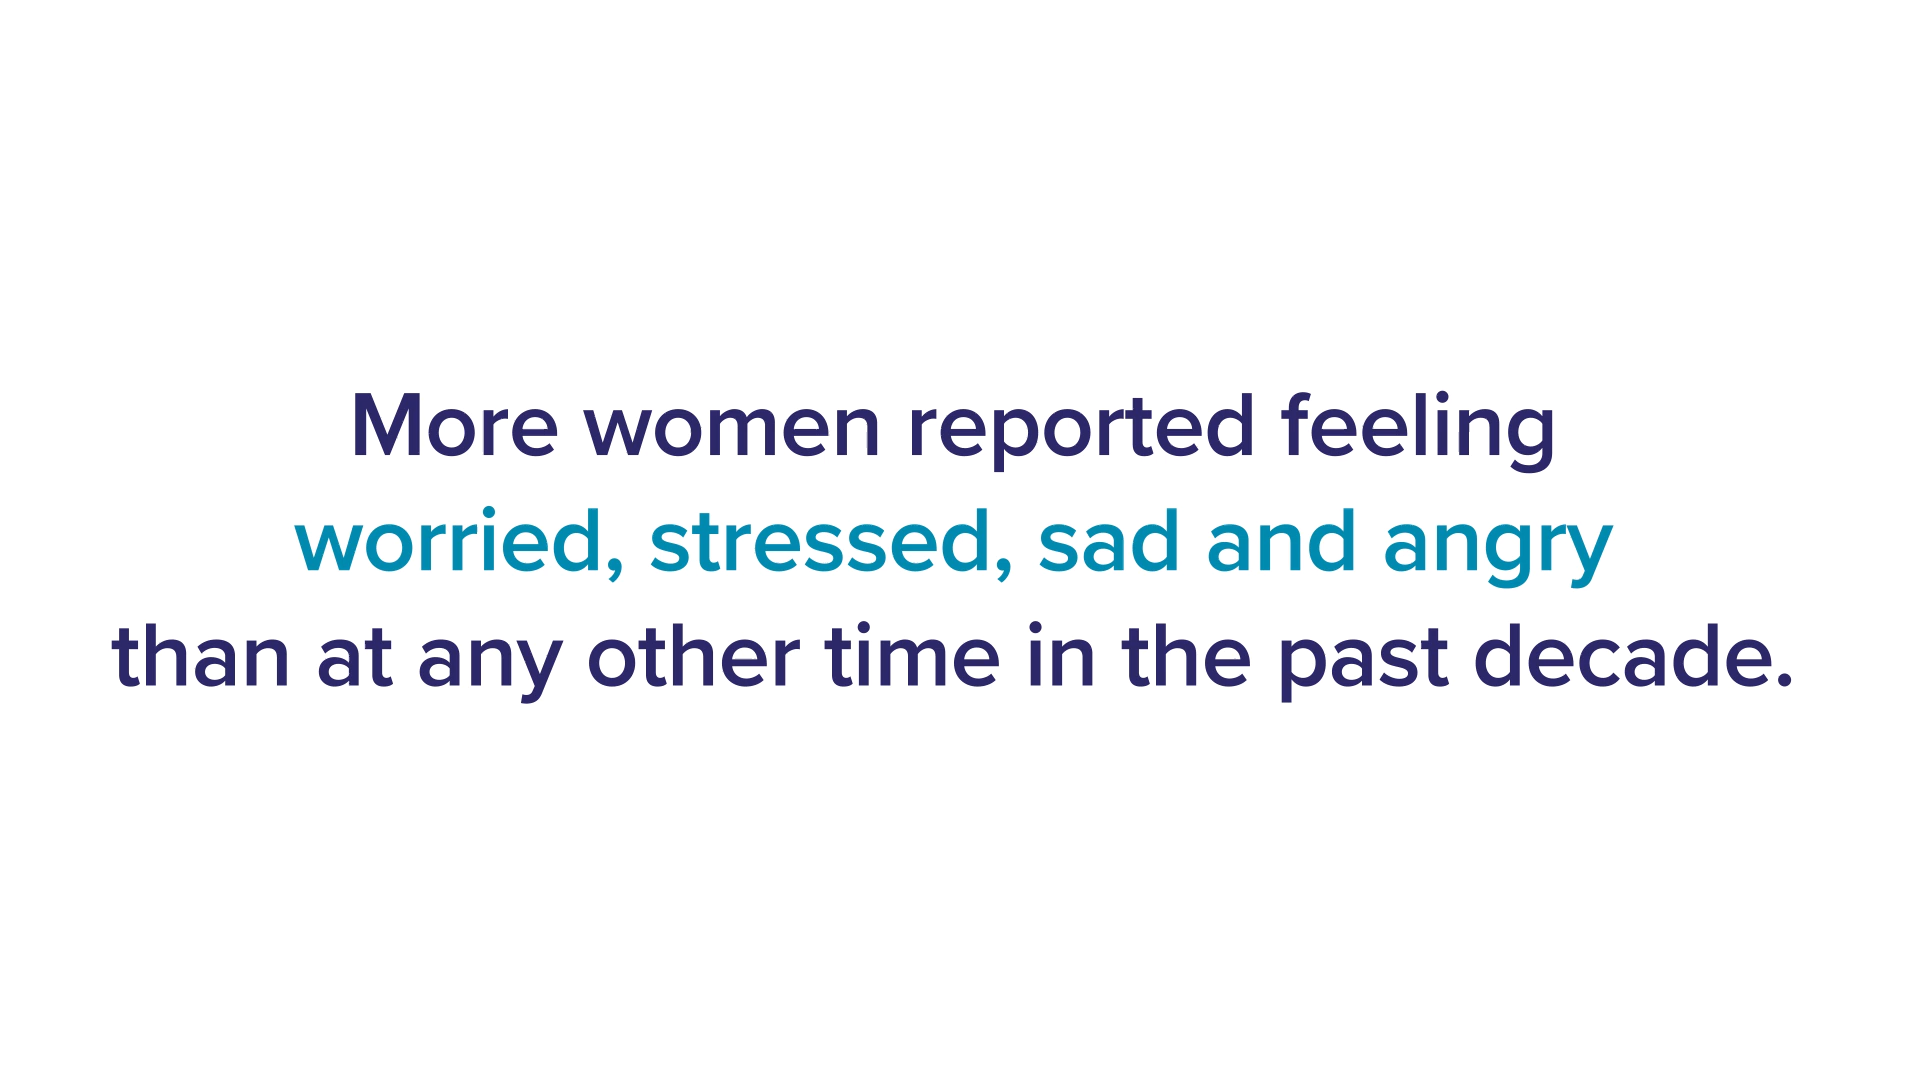 More women reported feeling
worried, stressed, sad and angry
than at any other time in the past decade.